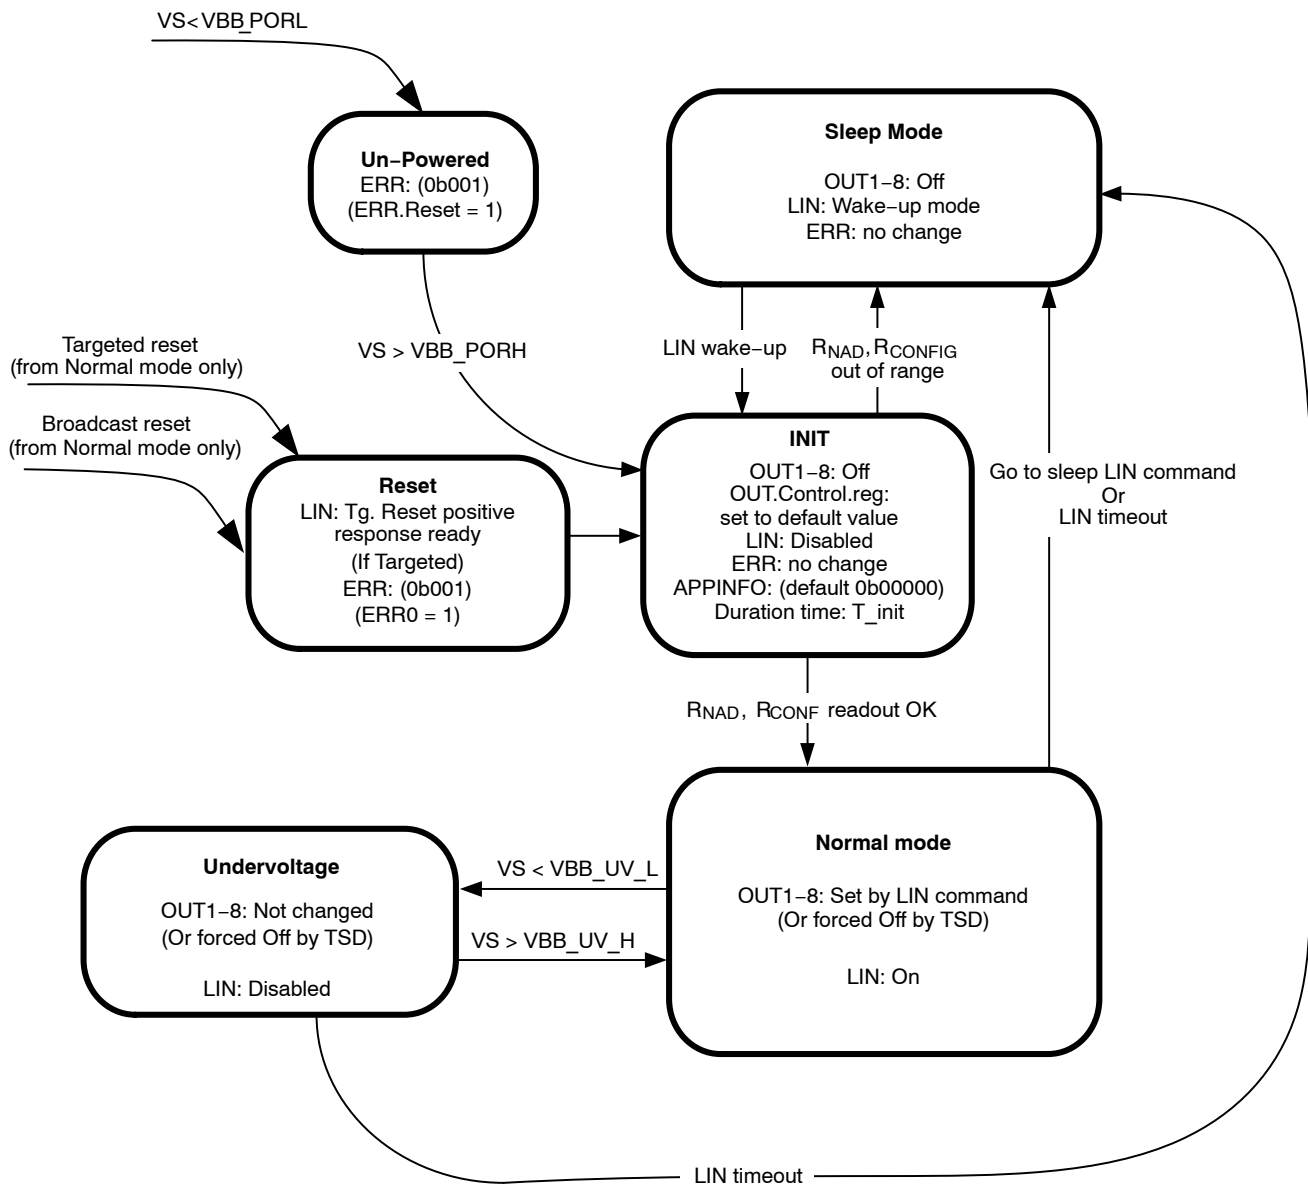 VS<VBB_PORL
Un−Powered
ERR: (0b001)
(ERR.Reset = 1)
Sleep Mode
OUT1−8: Off
LIN: Wake−up mode
ERR: no change
VS > VBB_PORH
LIN wake−up
RNAD, RCONFIG
out of range
Targeted reset
(from Normal mode only)
Broadcast reset
(from Normal mode only)
Reset
LIN: Tg. Reset positive
response ready
(If Targeted)
ERR: (0b001)
(ERR0 = 1)
INIT
OUT1−8: Off
OUT.Control.reg:
set to default value
LIN: Disabled
ERR: no change
APPINFO: (default 0b00000)
Duration time: T_init
Go to sleep LIN command
Or
LIN timeout
RNAD, RCONF readout OK
Undervoltage
OUT1−8: Not changed
(Or forced Off by TSD)
LIN: Disabled
VS < VBB_UV_L
VS > VBB_UV_H
Normal mode
OUT1−8: Set by LIN command
(Or forced Off by TSD)
LIN: On
LIN timeout